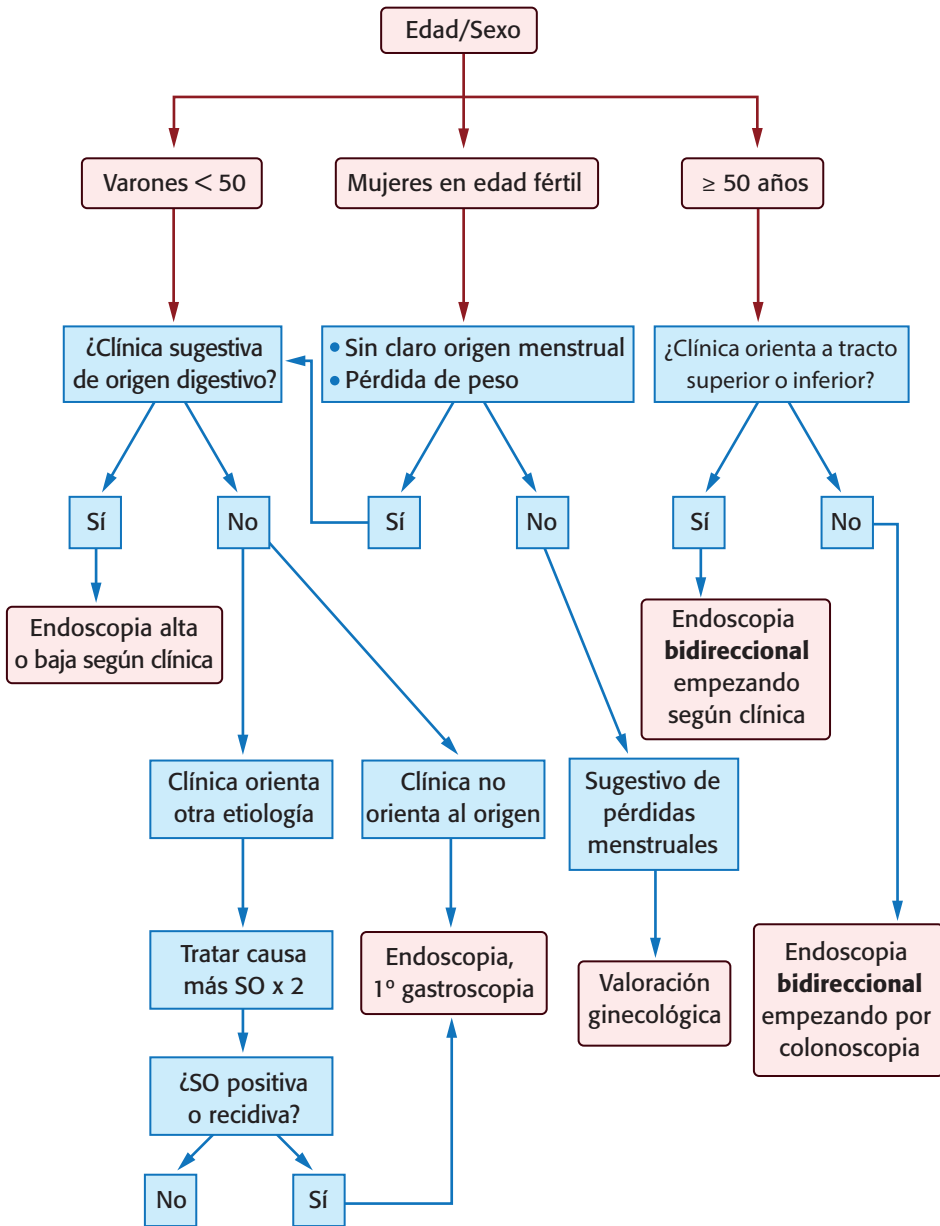 Edad/Sexo
Varones < 50
Mujeres en edad fértil
≥ 50 años
¿Clínica sugestiva
de origen digestivo?
• Sin claro origen menstrual
• Pérdida de peso
¿Clínica orienta a tracto
superior o inferior?
Sí
No
Sí
No
Sí
No
Endoscopia alta
o baja según clínica
Endoscopia
bidireccional
empezando
según clínica
Clínica orienta
otra etiología
Clínica no
orienta al origen
Sugestivo de
pérdidas
menstruales
Tratar causa
más SO x 2
Endoscopia,
1º gastroscopia
Valoración
ginecológica
Endoscopia
bidireccional
empezando por
colonoscopia
¿SO positiva
o recidiva?
No
Sí